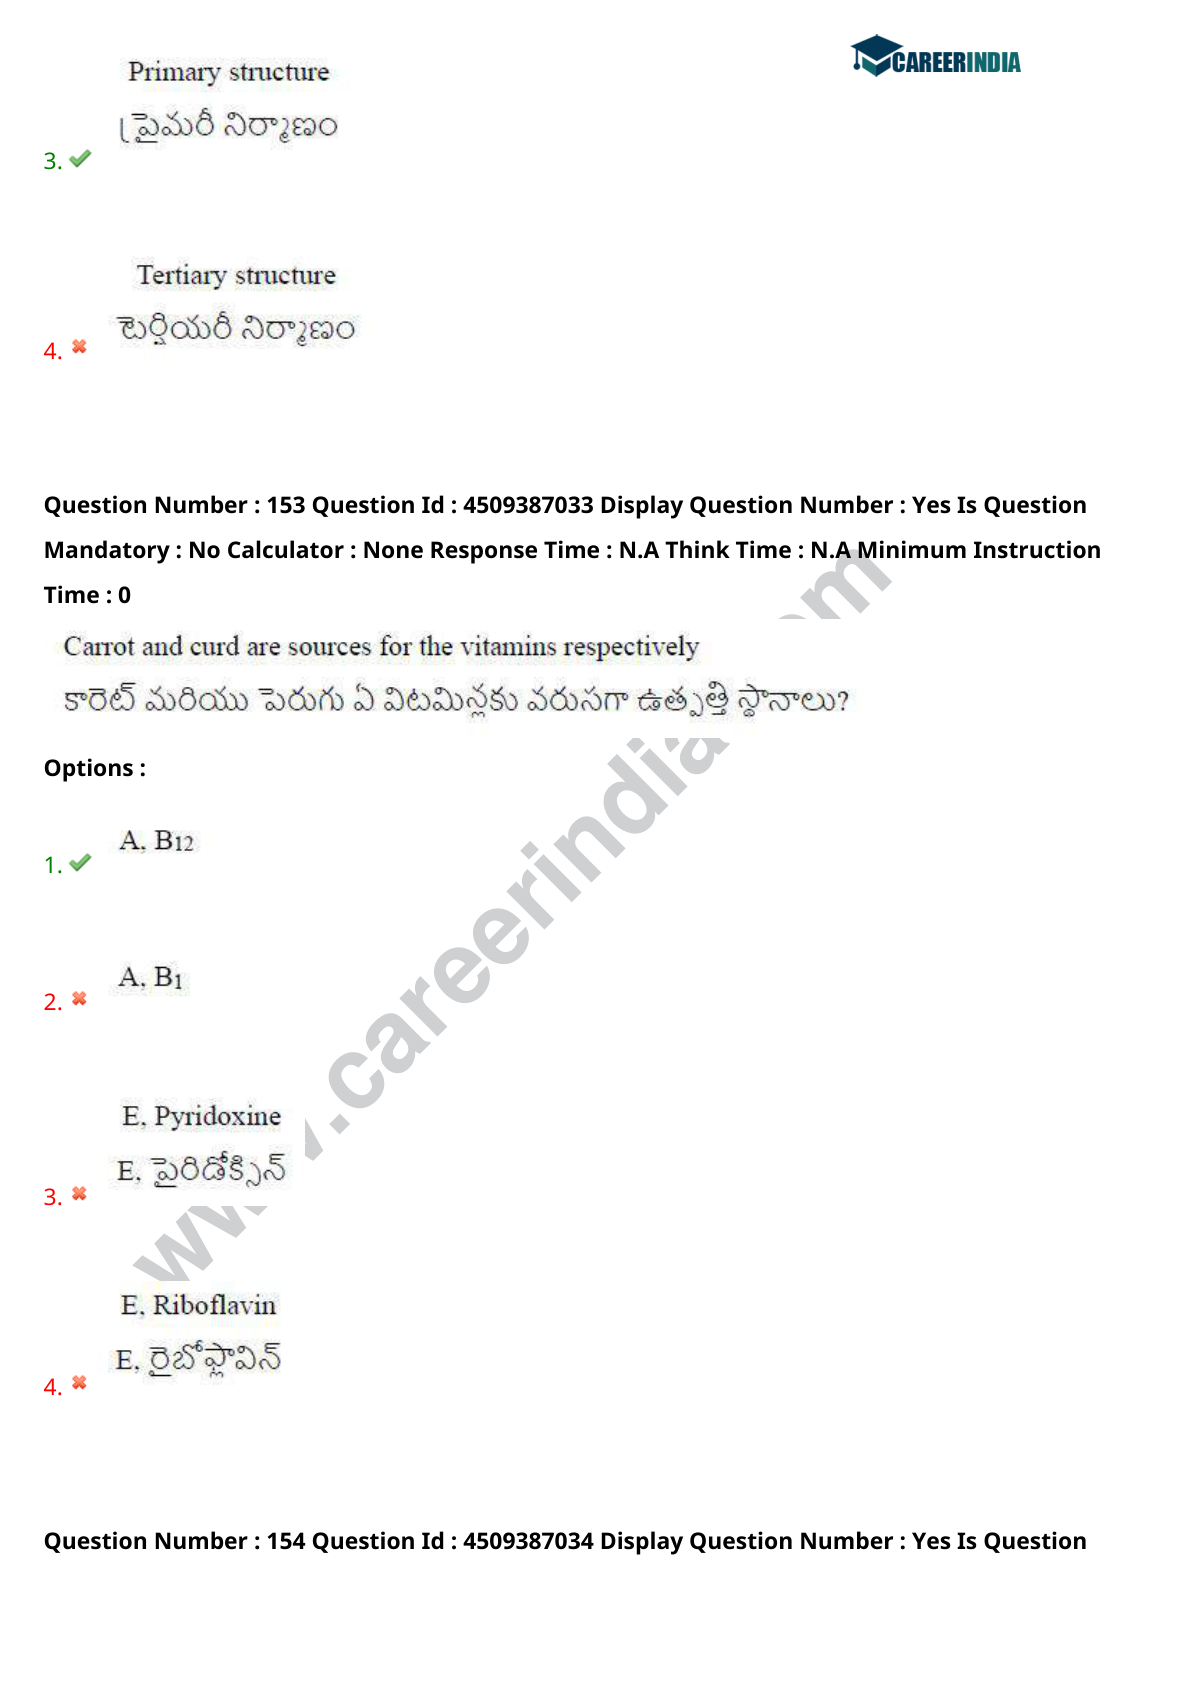 CAREERINDIA
Primary structure
ప్రైమరీ నిర్మాణం
3.
Tertiary structure
టెర్షియరీ నిర్మాణం
4.
Question Number : 153 Question Id : 4509387033 Display Question Number : Yes Is Question
Mandatory : No Calculator : None Response Time : N.A Think Time : N.A Minimum Instruction
Time : 0
Carrot and curd are sources for the vitamins respectively
కారెట్ మరియు పెరుగు ఏ విటమిన్లకు వరుసగా ఉత్పత్తి స్థానాలు?
Options :
A, B12
1.
A, B1
2.
E, Pyridoxine
E, పైరిడోక్సిన్
3.
E, Riboflavin
E, రైబోఫ్లావిన్
4.
Question Number : 154 Question Id : 4509387034 Display Question Number : Yes Is Question